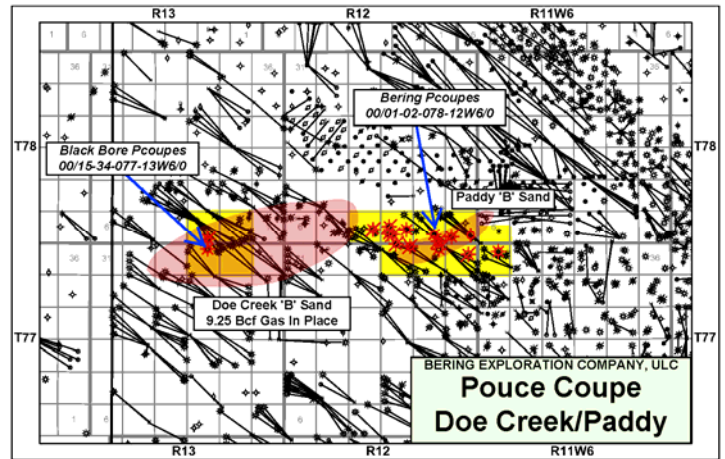 R13 R12 R11W6
Bering Pcoupes
00/01-02-078-12W6/0
T78 T78
Black Bore Pcoupes
00/15-34-077-13W6/0
Paddy 'B' Sand
Doe Creek 'B' Sand
9.25 Bcf Gas In Place
T77 T77
BERING EXPLORATION COMPANY, ULC
Pouce Coupe
Doe Creek/Paddy
R13 R12 R11W6